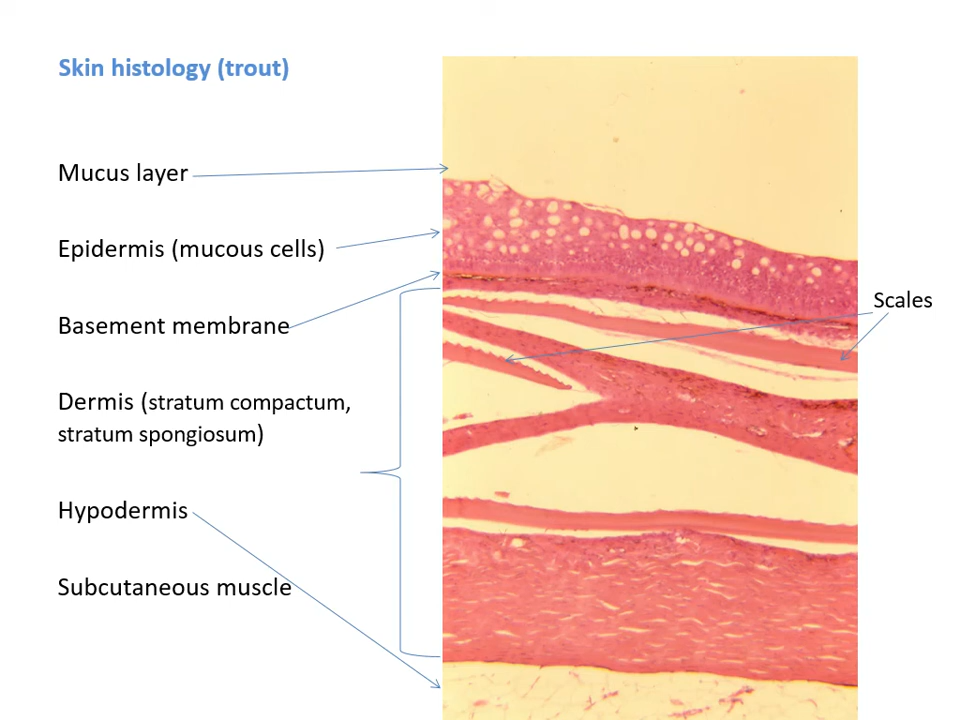 Skin histology (trout)
Mucus layer
Epidermis (mucous cells)
Scales
Basement membrane
Dermis (stratum compactum,
stratum spongiosum)
Hypodermis
Subcutaneous muscle